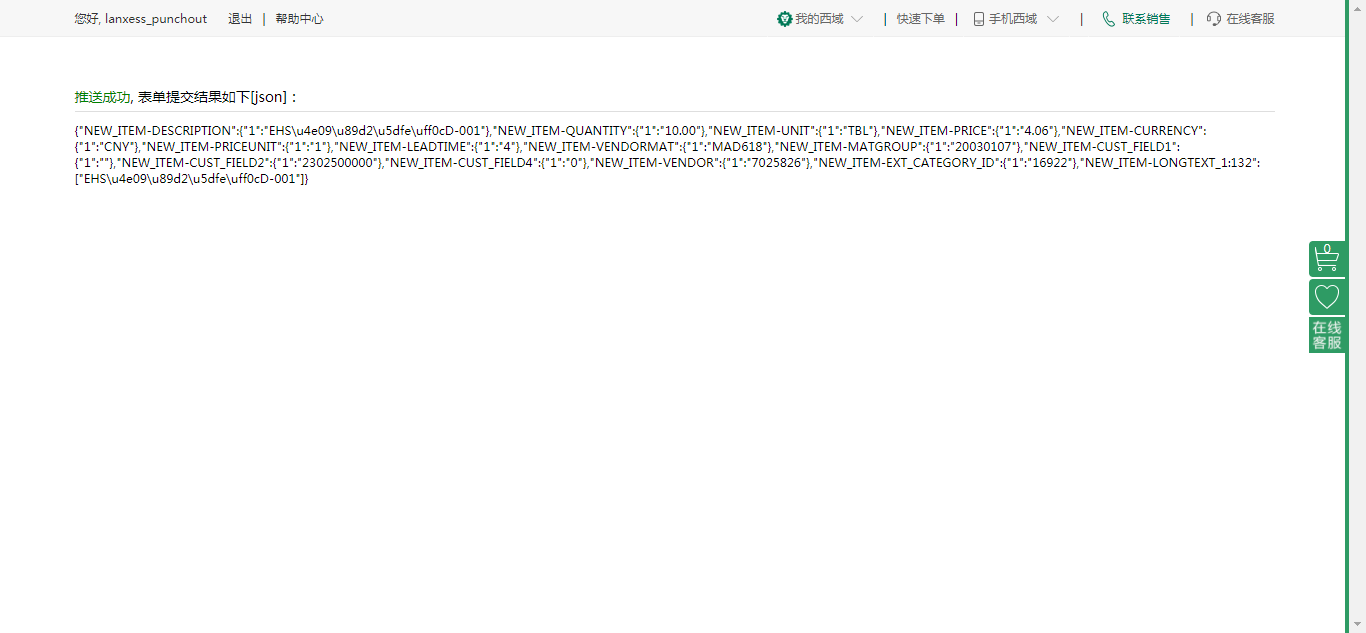 您好, lanxess_punchout 退出 | 帮助中心 我的西域 | 快速下单 | 手机西域 | 联系销售 | 在线客服
推送成功, 表单提交结果如下[json]：
{"NEW_ITEM-DESCRIPTION":{"1":"EHS\u4e09\u89d2\u5dfe\uff0cD-001"},"NEW_ITEM-QUANTITY":{"1":"10.00"},"NEW_ITEM-UNIT":{"1":"TBL"},"NEW_ITEM-PRICE":{"1":"4.06"},"NEW_ITEM-CURRENCY":
{"1":"CNY"},"NEW_ITEM-PRICEUNIT":{"1":"1"},"NEW_ITEM-LEADTIME":{"1":"4"},"NEW_ITEM-VENDORMAT":{"1":"MAD618"},"NEW_ITEM-MATGROUP":{"1":"20030107"},"NEW_ITEM-CUST_FIELD1":
{"1":""},"NEW_ITEM-CUST_FIELD2":{"1":"2302500000"},"NEW_ITEM-CUST_FIELD4":{"1":"0"},"NEW_ITEM-VENDOR":{"1":"7025826"},"NEW_ITEM-EXT_CATEGORY_ID":{"1":"16922"},"NEW_ITEM-LONGTEXT_1:132":
["EHS\u4e09\u89d2\u5dfe\uff0cD-001"]}
0
在线
客服